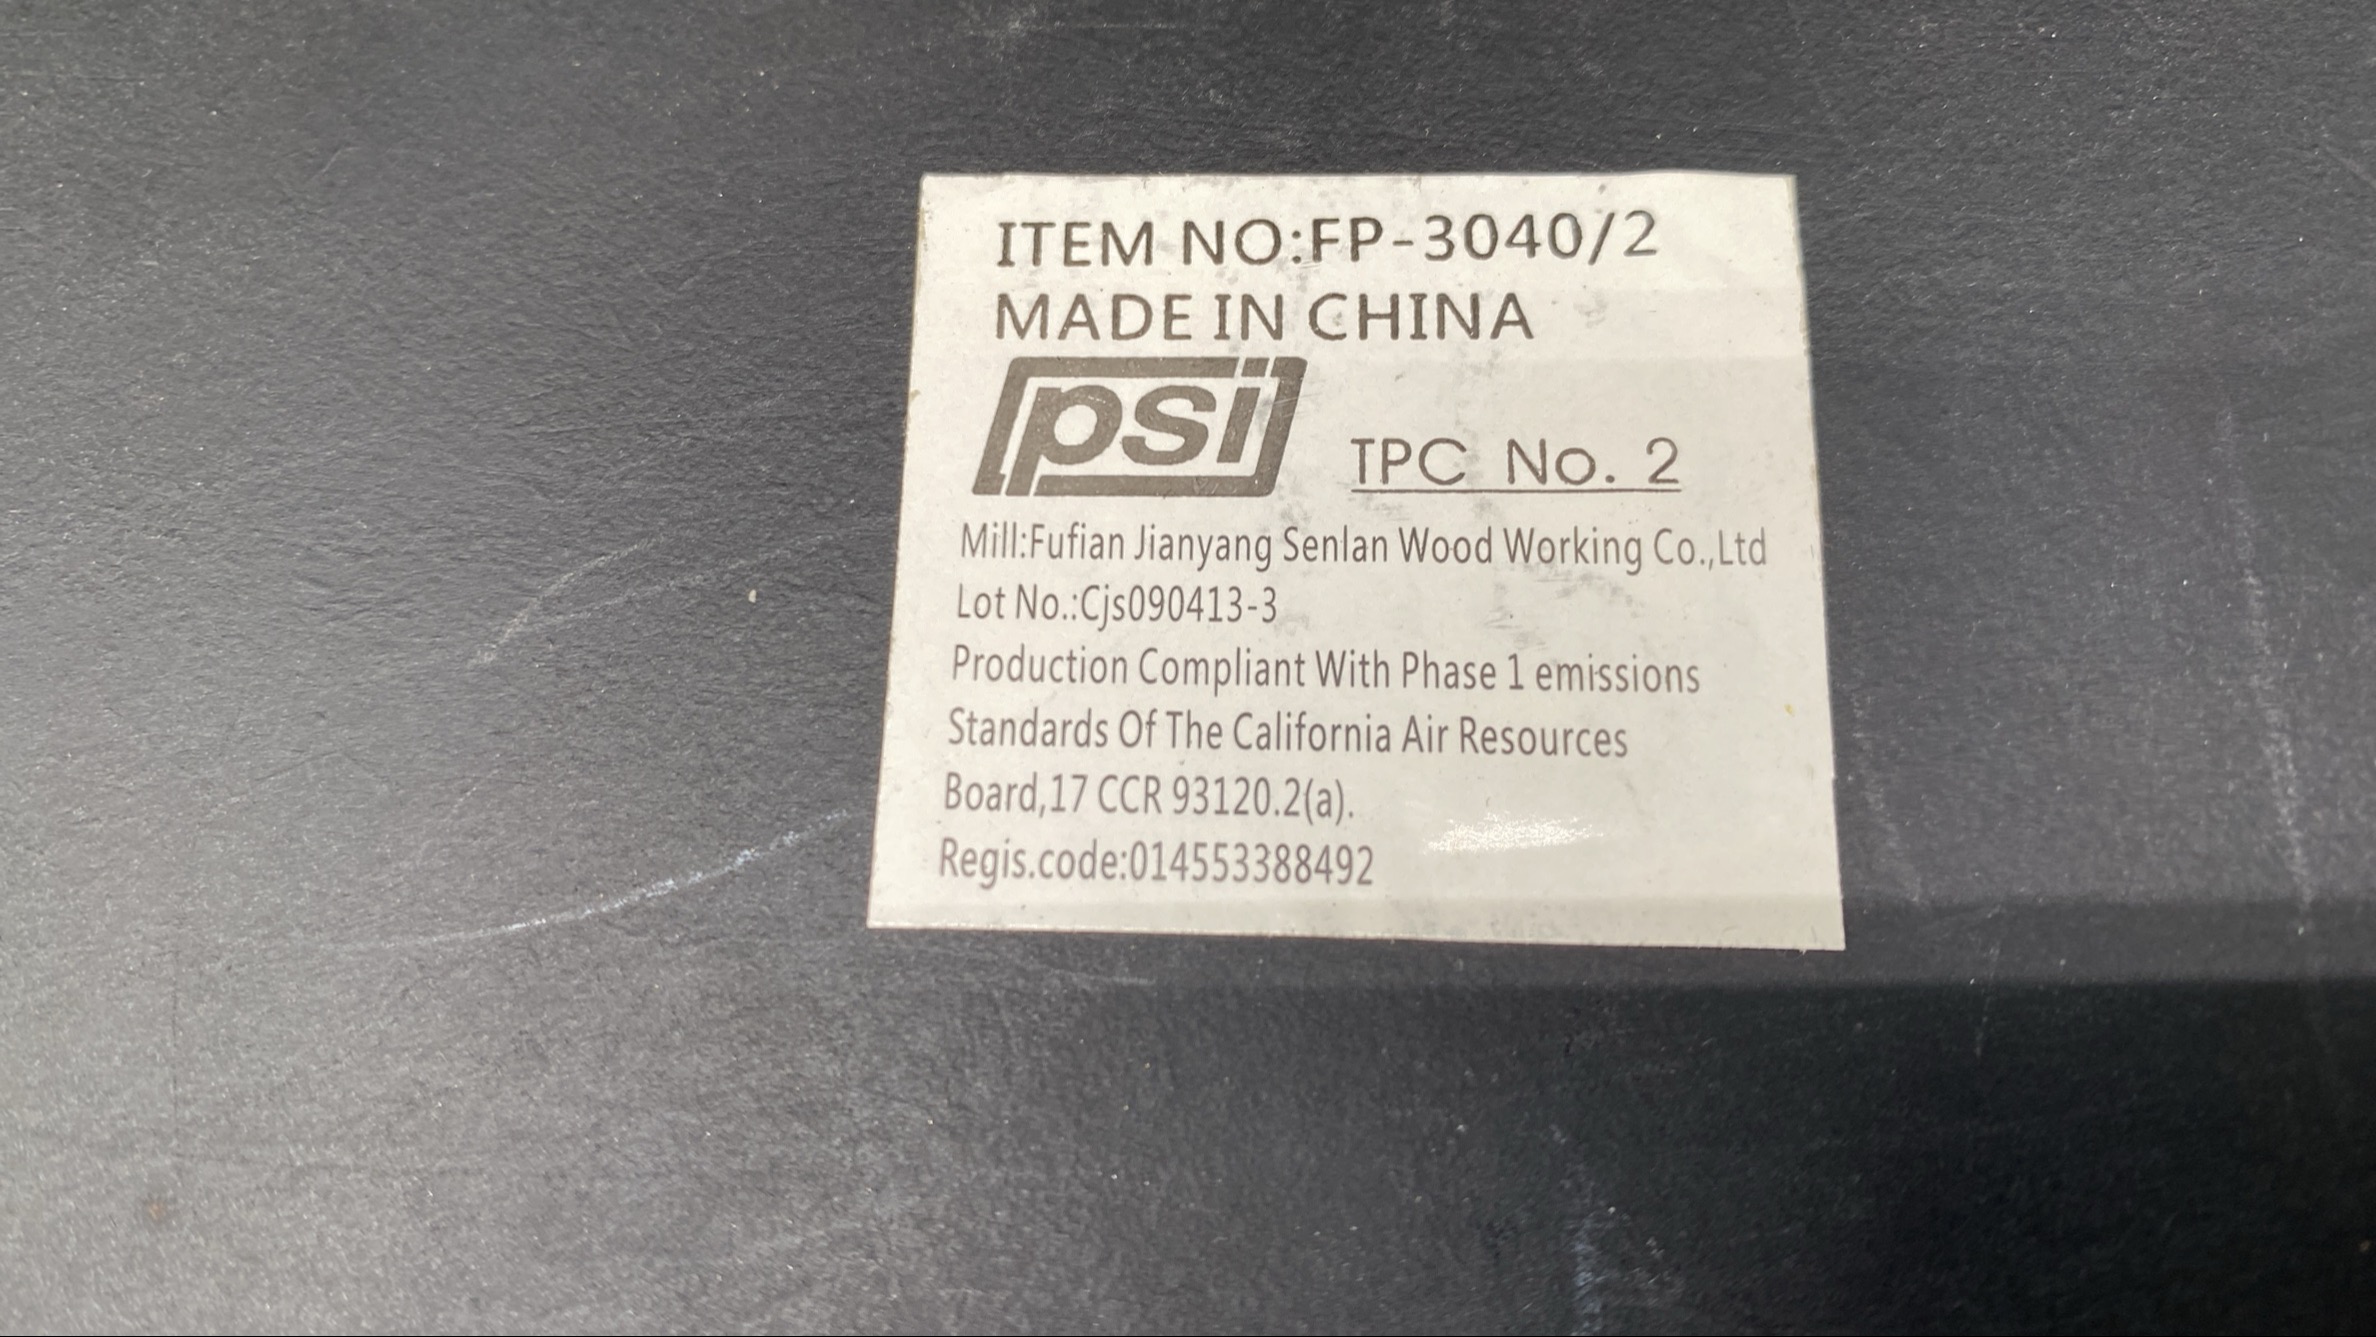 ITEM NO:FP-3040/2
MADE IN CHINA
psi TPC No. 2
Mill:Fufian Jianyang Senlan Wood Working Co.,Ltd
Lot No.:Cjs090413-3
Production Compliant With Phase 1 emissions
Standards Of The California Air Resources
Board,17 CCR 93120.2(a).
Regis.code:014553388492